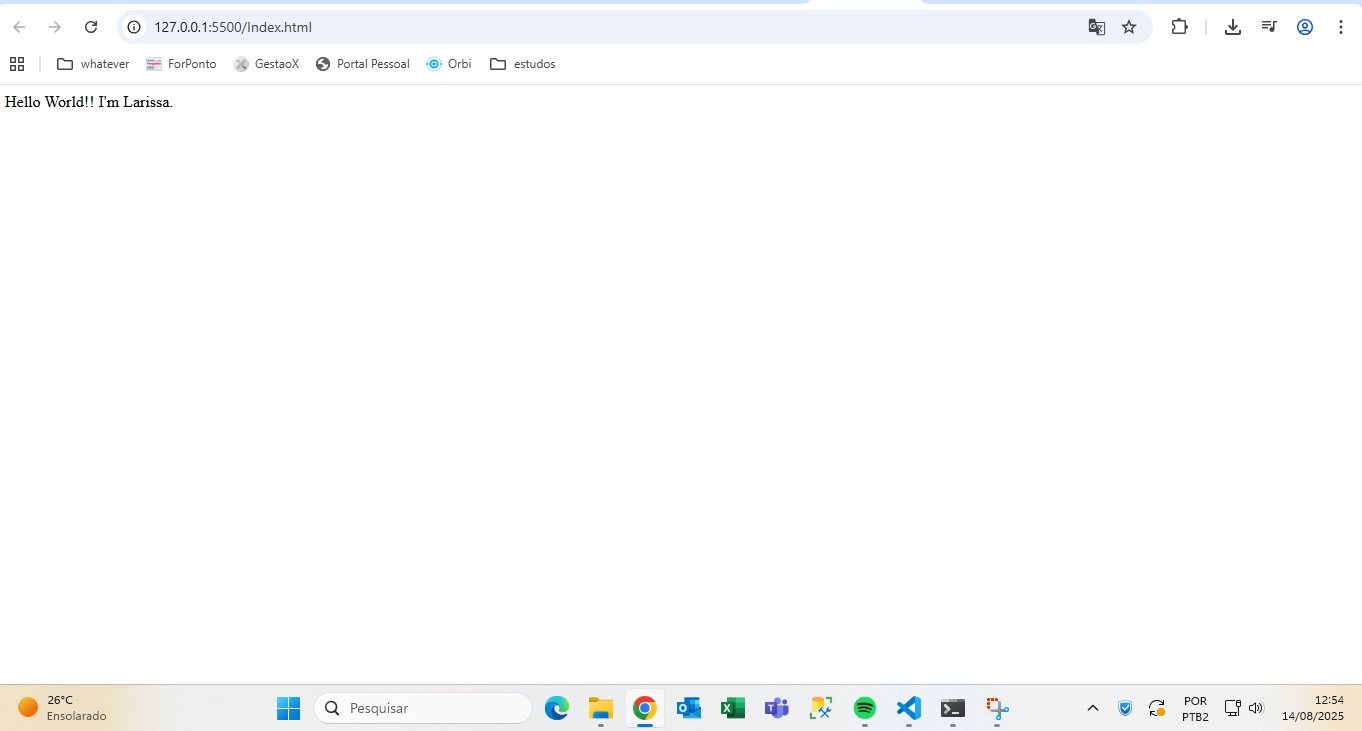 127.0.0.1:5500/Index.html
whatever ForPonto GestaoX Portal Pessoal Orbi estudos
Hello World!! I'm Larissa.
26°C
Ensolarado
Pesquisar
POR
PTB2
12:54
14/08/2025